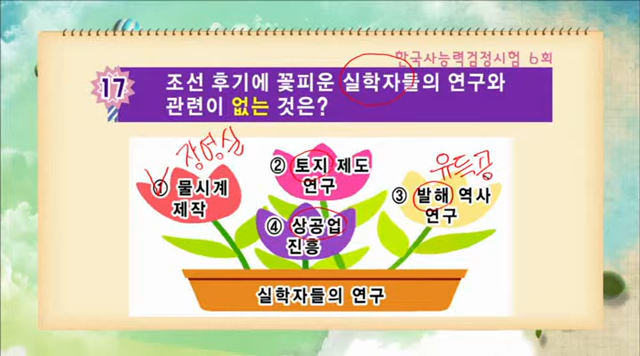 한국사능력검정시험 6회
17
조선 후기에 꽃피운 실학자들의 연구와
관련이 없는 것은?
장영실
① 물시계
제작
② 토지 제도
연구
유득공
③ 발해 역사
연구
④ 상공업
진흥
실학자들의 연구